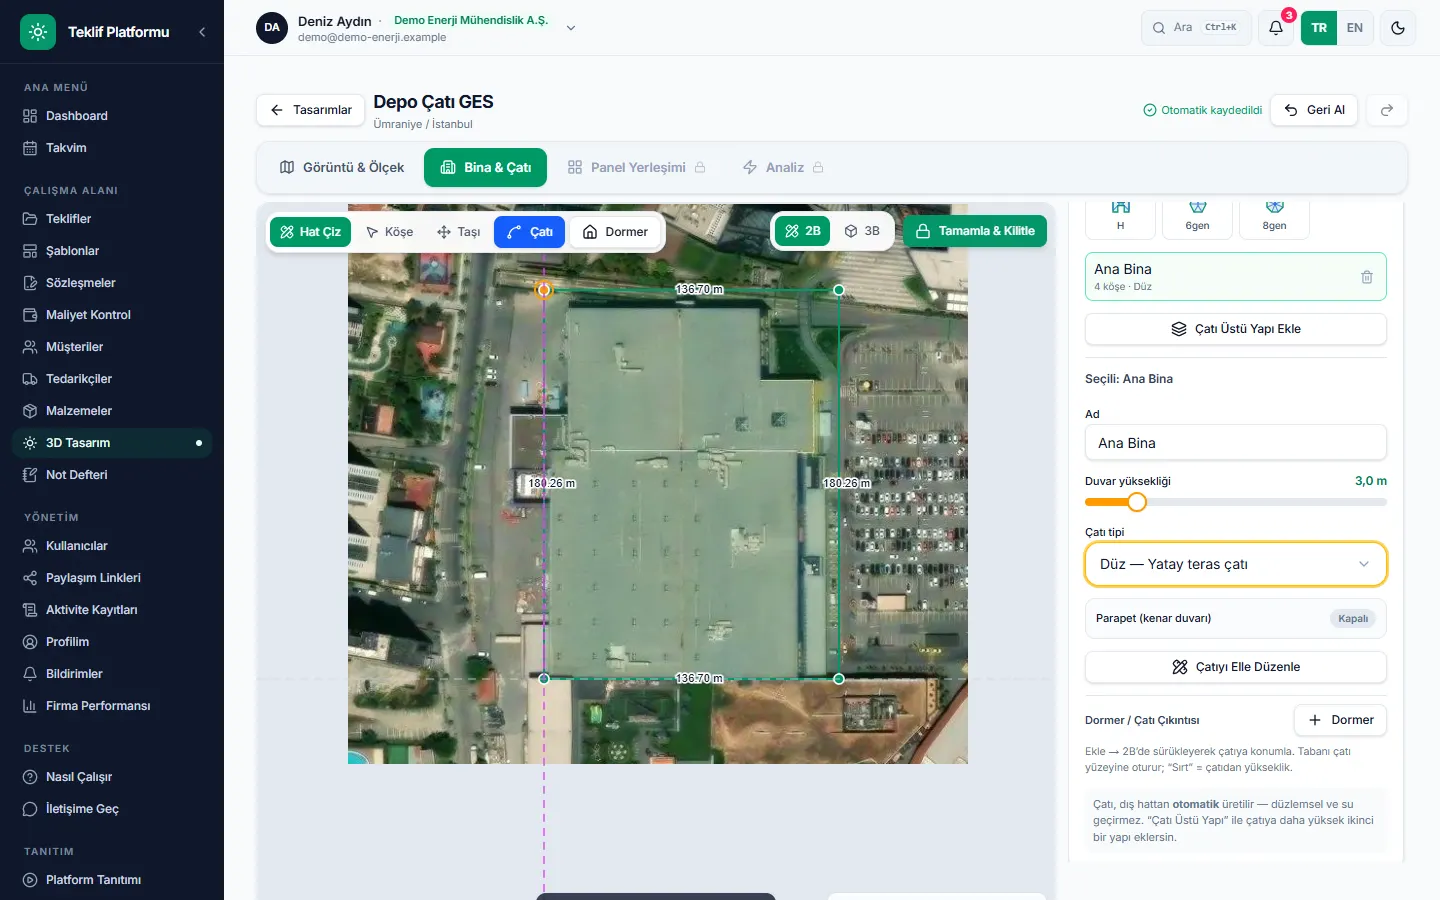 Teklif Platformu
ANA MENÜ
Dashboard
Takvim
ÇALIŞMA ALANI
Teklifler
Şablonlar
Sözleşmeler
Maliyet Kontrol
Müşteriler
Tedarikçiler
Malzemeler
3D Tasarım
Not Defteri
YÖNETİM
Kullanıcılar
Paylaşım Linkleri
Aktivite Kayıtları
Profilim
Bildirimler
Firma Performansı
DESTEK
Nasıl Çalışır
İletişime Geç
TANITIM
Platform Tanıtımı
DA
Deniz Aydın · Demo Enerji Mühendislik A.Ş.
demo@demo-enerji.example
Ara Ctrl+K
3
TR EN
Tasarımlar
Depo Çatı GES
Ümraniye / İstanbul
Otomatik kaydedildi
Geri Al
Görüntü & Ölçek
Bina & Çatı
Panel Yerleşimi
Analiz
Hat Çiz
Köşe
Taşı
Çatı
Dormer
2B
3B
Tamamla & Kilitle
136.70 m
180.26 m
180.26 m
136.70 m
H
6gen
8gen
Ana Bina
4 köşe · Düz
Çatı Üstü Yapı Ekle
Seçili: Ana Bina
Ad
Ana Bina
Duvar yüksekliği 3,0 m
Çatı tipi
Düz — Yatay teras çatı
Parapet (kenar duvarı) Kapalı
Çatıyı Elle Düzenle
Dormer / Çatı Çıkıntısı
Dormer
Ekle → 2B'de sürükleyerek çatıya konumla. Tabanı çatı
yüzeyine oturur; “Sırt” = çatıdan yükseklik.
Çatı, dış hattan otomatik üretilir — düzlemsel ve su
geçirmez. “Çatı Üstü Yapı” ile çatıya daha yüksek ikinci
bir yapı eklersin.